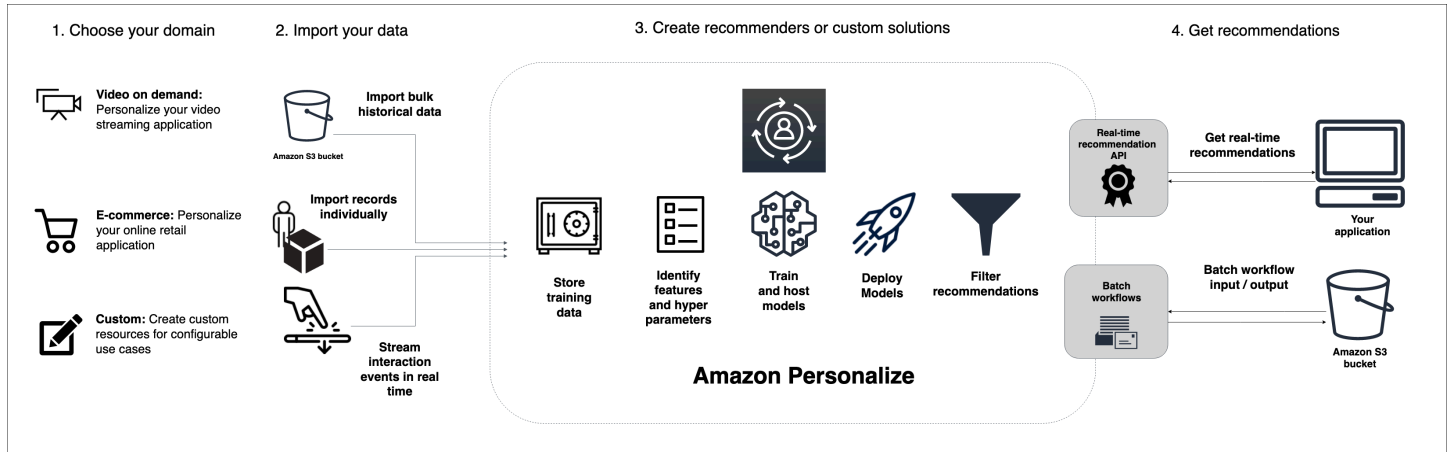 1. Choose your domain
Video on demand:
Personalize your video
streaming application
E-commerce: Personalize
your online retail
application
Custom: Create custom
resources for configurable
use cases
2. Import your data
Import bulk
historical data
Amazon S3 bucket
Import records
individually
Stream
interaction
events in real
time
3. Create recommenders or custom solutions
Store
training
data
Identify
features
and hyper
parameters
Train
and host
models
Deploy
Models
Filter
recommendations
Amazon Personalize
4. Get recommendations
Real-time
recommendation
API
Get real-time
recommendations
Your
application
Batch
workflows
Batch workflow
input / output
Amazon S3
bucket